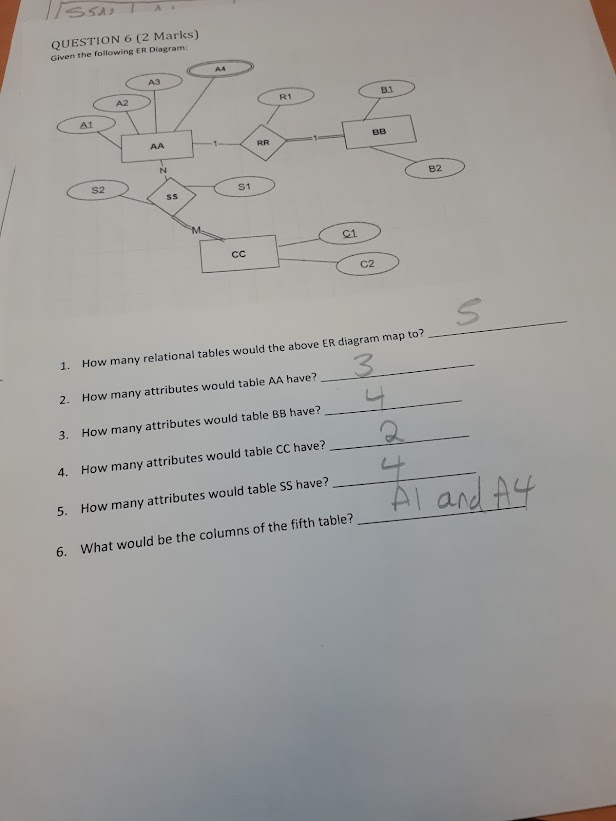 QUESTION 6 (2 Marks)
Given the following ER Diagram:
A4
A3
A2
R1
B1
A1
AA
1
RR
1
BB
N
B2
S2
SS
S1
M
C1
CC
C2
1. How many relational tables would the above ER diagram map to? 5
2. How many attributes would table AA have? 3
3. How many attributes would table BB have? 4
4. How many attributes would table CC have? 2
5. How many attributes would table SS have? 4
6. What would be the columns of the fifth table? A1 and A4